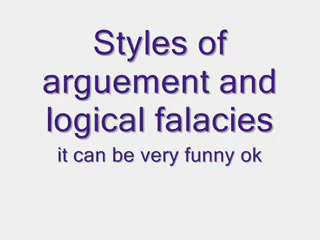 Styles of
arguement and
logical falacies
it can be very funny ok